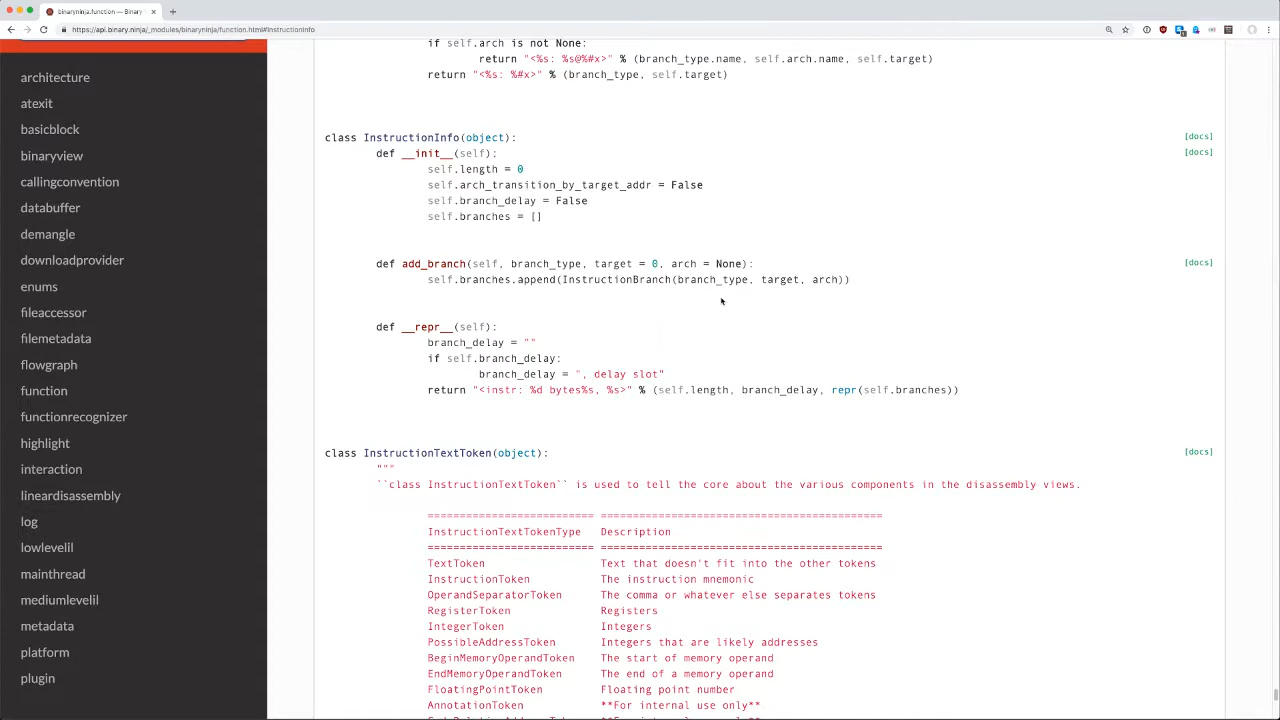 binaryninja.function — Binary
https://api.binary.ninja/_modules/binaryninja/function.html#InstructionInfo
architecture
atexit
basicblock
binaryview
callingconvention
databuffer
demangle
downloadprovider
enums
fileaccessor
filemetadata
flowgraph
function
functionrecognizer
highlight
interaction
lineardisassembly
log
lowlevelil
mainthread
mediumlevelil
metadata
platform
plugin
if self.arch is not None:
return "<%s: %s@%#x>" % (branch_type.name, self.arch.name, self.target)
return "<%s: %#x>" % (branch_type, self.target)
class InstructionInfo(object): [docs]
def __init__(self): [docs]
self.length = 0
self.arch_transition_by_target_addr = False
self.branch_delay = False
self.branches = []
def add_branch(self, branch_type, target = 0, arch = None): [docs]
self.branches.append(InstructionBranch(branch_type, target, arch))
def __repr__(self):
branch_delay = ""
if self.branch_delay:
branch_delay = ", delay slot"
return "<instr: %d bytes%s, %s>" % (self.length, branch_delay, repr(self.branches))
class InstructionTextToken(object): [docs]
"""
``class InstructionTextToken`` is used to tell the core about the various components in the disassembly views.
========================== ============================================
InstructionTextTokenType Description
========================== ============================================
TextToken Text that doesn't fit into the other tokens
InstructionToken The instruction mnemonic
OperandSeparatorToken The comma or whatever else separates tokens
RegisterToken Registers
IntegerToken Integers
PossibleAddressToken Integers that are likely addresses
BeginMemoryOperandToken The start of memory operand
EndMemoryOperandToken The end of a memory operand
FloatingPointToken Floating point number
AnnotationToken **For internal use only**